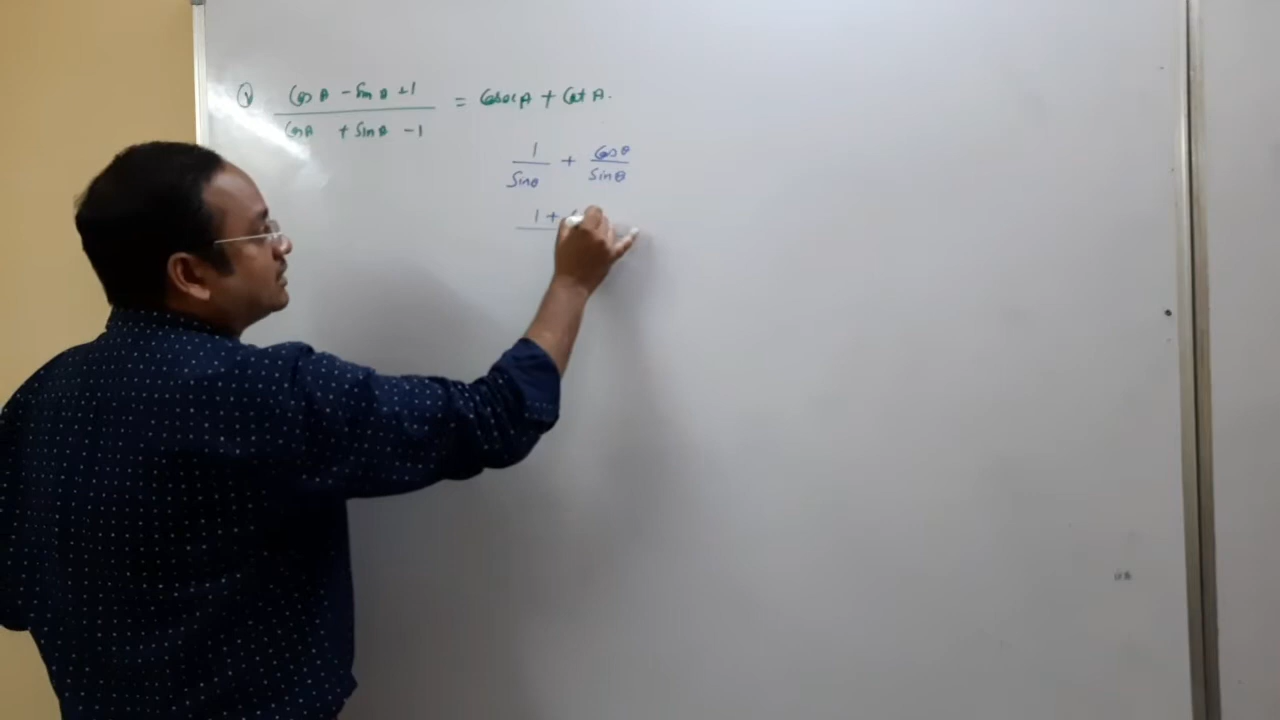 ① Cos A - Sin A + 1 / Cos A + Sin A - 1 = Cosec A + Cot A.
1 / Sinθ + Cosθ / Sinθ
1 +